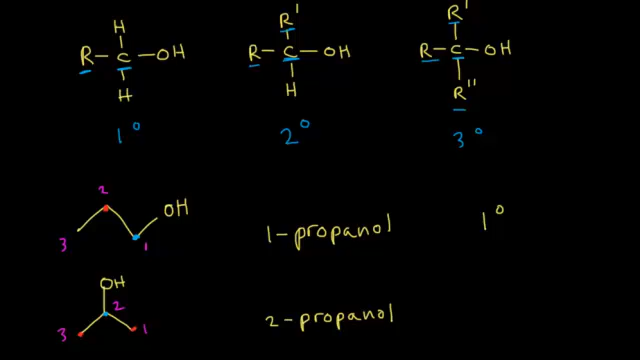 H R' R'
R-C-OH R-C-OH R-C-OH
H H R"
1° 2° 3°
2 OH
3 1 1-propanol 1°
OH
2
3 1 2-propanol